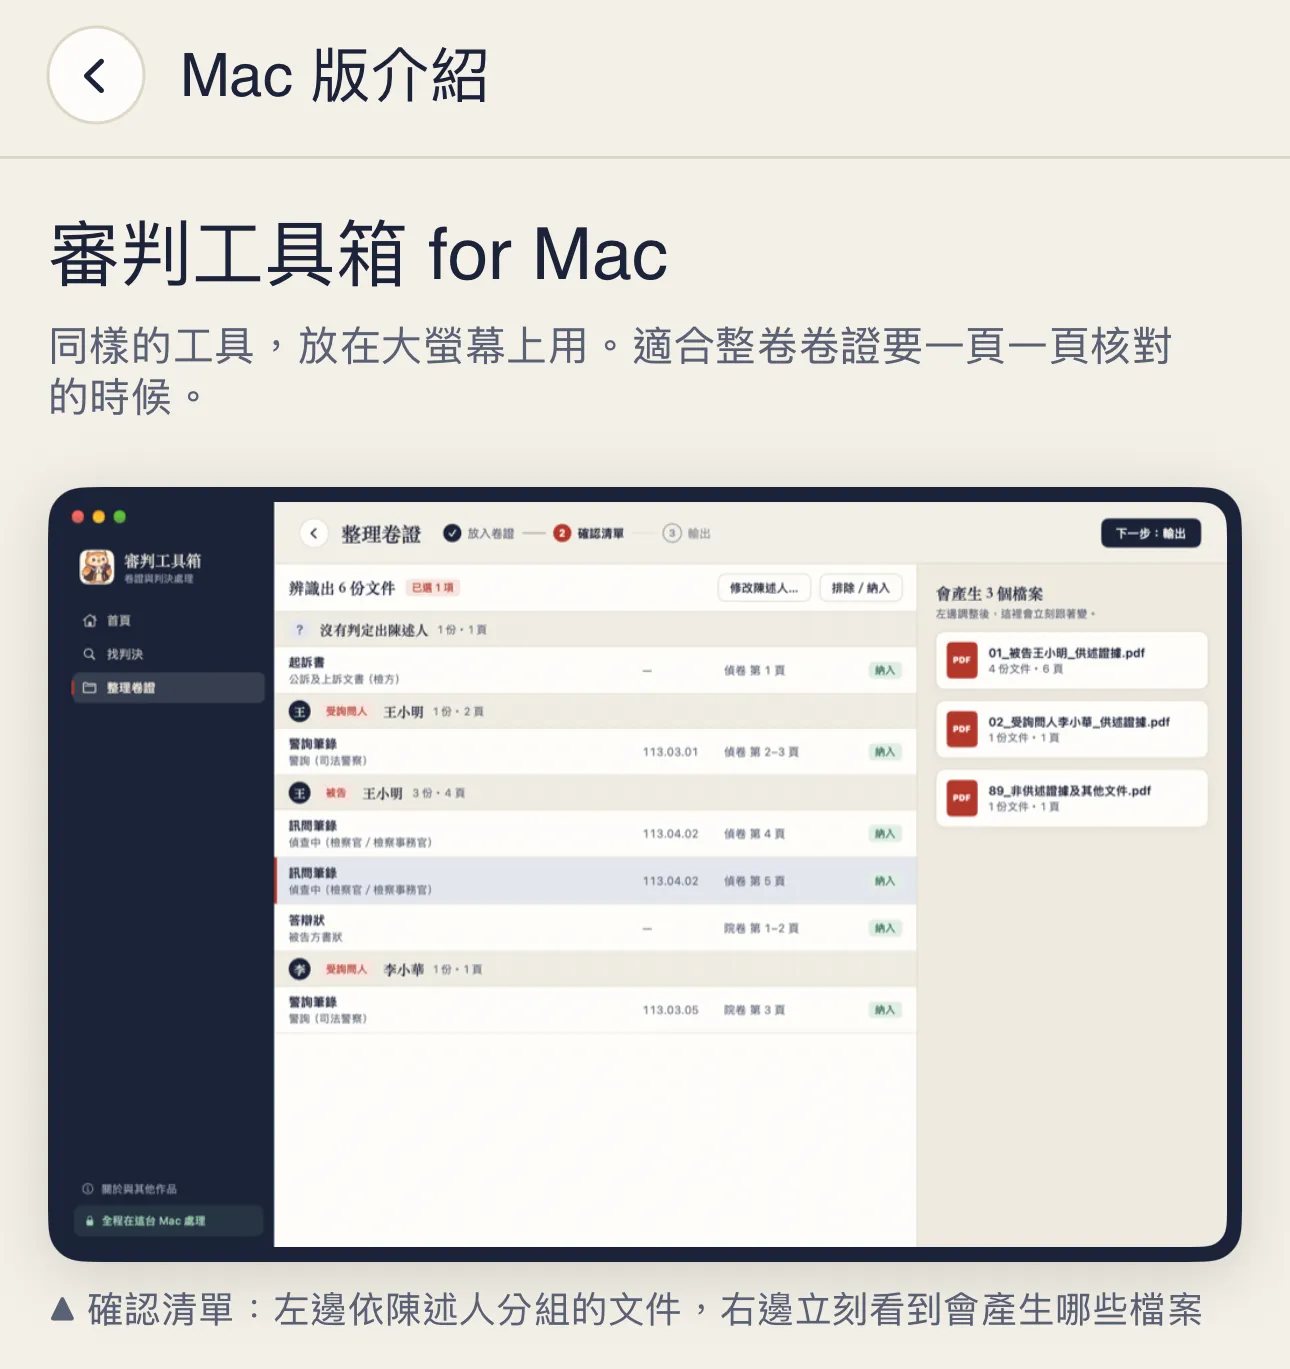 Mac 版介紹
審判工具箱 for Mac
同樣的工具，放在大螢幕上用。適合整卷卷證要一頁一頁核對
的時候。
審判工具箱
卷證與判決處理
首頁
找判決
整理卷證
關於與其他作品
全程在這台 Mac 處理
整理卷證
放入卷證
2 確認清單
3 輸出
下一步：輸出
辨識出 6 份文件 已選 1 項
修改陳述人… 排除 / 納入
? 沒有判定出陳述人 1 份・1 頁
起訴書
公訴及上訴文書（檢方）
— 偵卷 第 1 頁 納入
王 受詢問人 王小明 1 份・2 頁
警詢筆錄
警詢（司法警察）
113.03.01 偵卷 第 2–3 頁 納入
王 被告 王小明 3 份・4 頁
訊問筆錄
偵查中（檢察官 / 檢察事務官）
113.04.02 偵卷 第 4 頁 納入
訊問筆錄
偵查中（檢察官 / 檢察事務官）
113.04.02 偵卷 第 5 頁 納入
答辯狀
被告方書狀
— 院卷 第 1–2 頁 納入
李 受詢問人 李小華 1 份・1 頁
警詢筆錄
警詢（司法警察）
113.03.05 院卷 第 3 頁 納入
會產生 3 個檔案
左邊調整後，這裡會立刻跟著變。
PDF
01_被告王小明_供述證據.pdf
4 份文件・6 頁
PDF
02_受詢問人李小華_供述證據.pdf
1 份文件・1 頁
PDF
89_非供述證據及其他文件.pdf
1 份文件・1 頁
▲ 確認清單：左邊依陳述人分組的文件，右邊立刻看到會產生哪些檔案